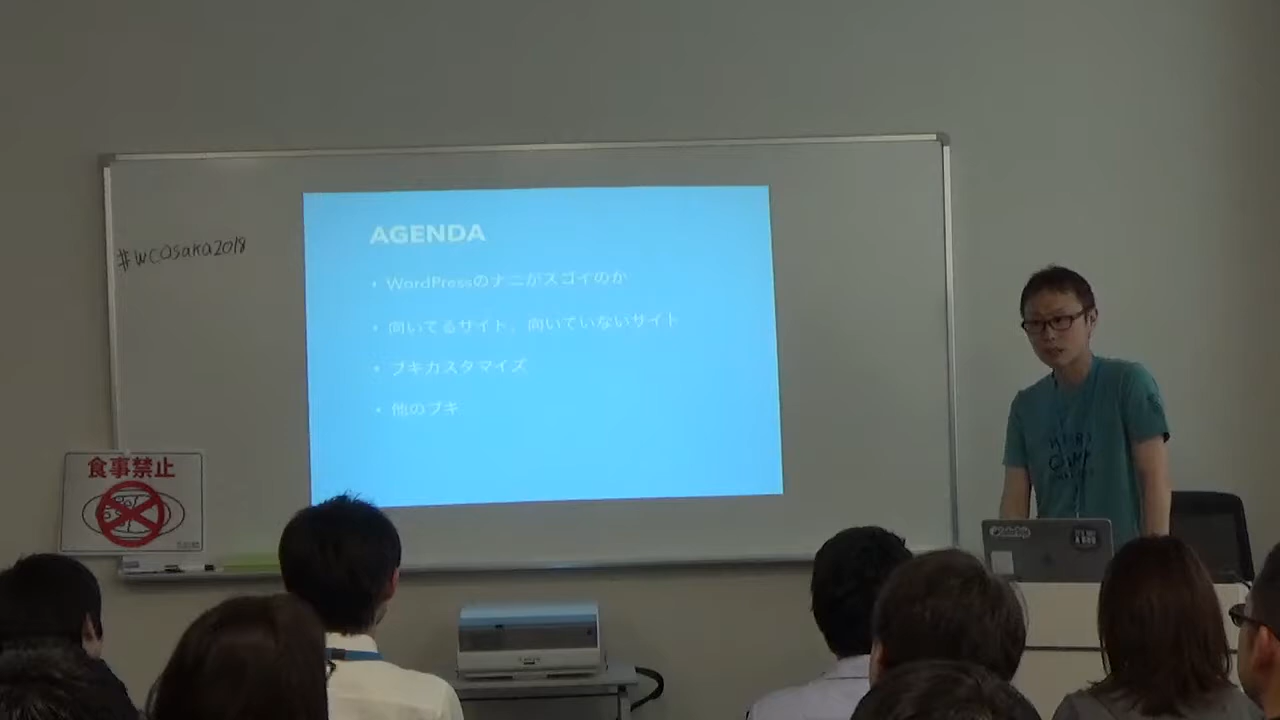 #wcosaka2018
AGENDA
• WordPressのナニがスゴイのか
• 向いてるサイト、向いていないサイト
• ブキカスタマイズ
• 他のブキ
食事禁止